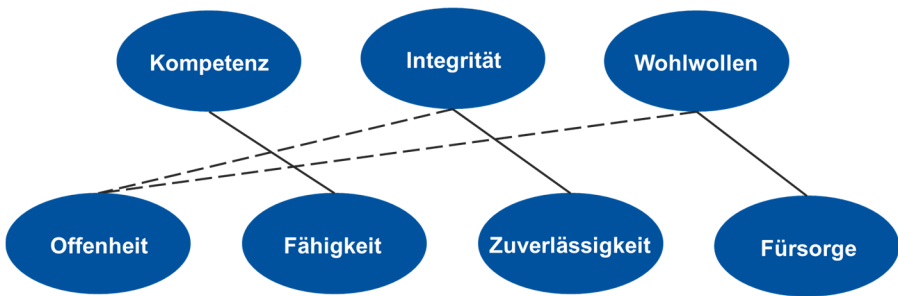 Kompetenz
Integrität
Wohlwollen
Offenheit
Fähigkeit
Zuverlässigkeit
Fürsorge